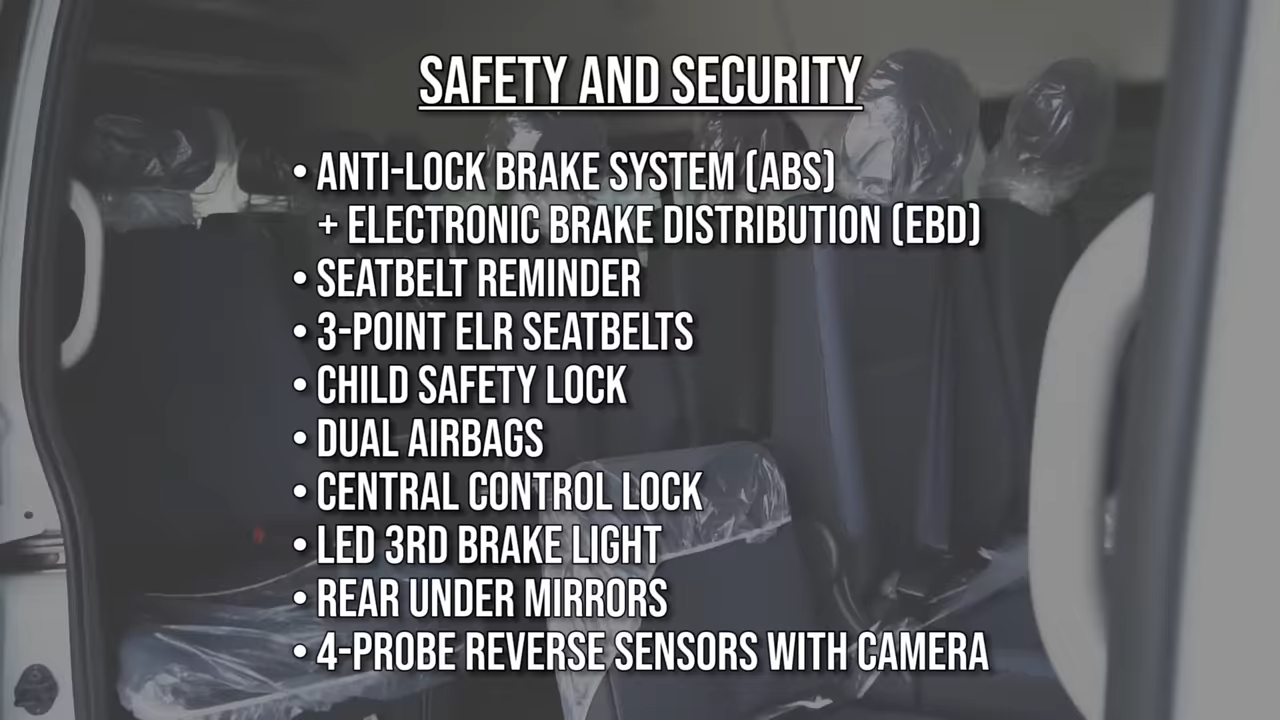 SAFETY AND SECURITY
• ANTI-LOCK BRAKE SYSTEM (ABS)
+ ELECTRONIC BRAKE DISTRIBUTION (EBD)
• SEATBELT REMINDER
• 3-POINT ELR SEATBELTS
• CHILD SAFETY LOCK
• DUAL AIRBAGS
• CENTRAL CONTROL LOCK
• LED 3RD BRAKE LIGHT
• REAR UNDER MIRRORS
• 4-PROBE REVERSE SENSORS WITH CAMERA